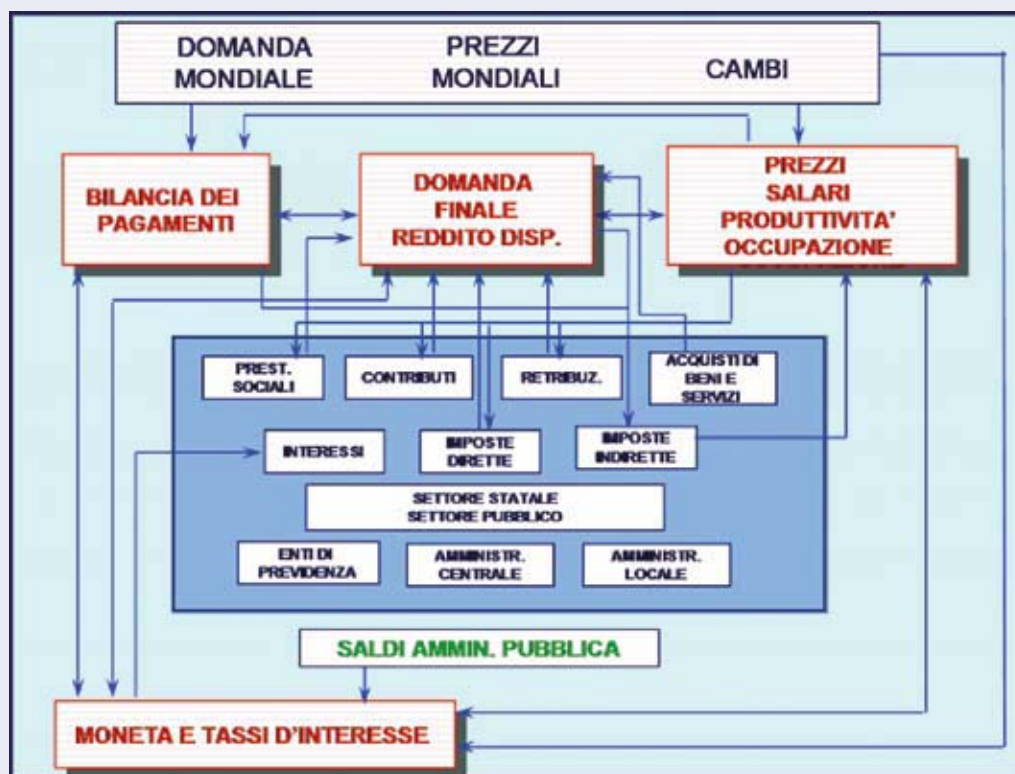 DOMANDA
MONDIALE
PREZZI
MONDIALI
CAMBI
BILANCIA DEI
PAGAMENTI
DOMANDA
FINALE
REDDITO DISP.
PREZZI
SALARI
PRODUTTIVITA'
OCCUPAZIONE
PREST.
SOCIALI
CONTRIBUTI
RETRIBUZ.
ACQUISTI DI
BENI E
SERVIZI
INTERESSI
IMPOSTE
DIRETTE
IMPOSTE
INDIRETTE
SETTORE STATALE
SETTORE PUBBLICO
ENTI DI
PREVIDENZA
AMMINISTR.
CENTRALE
AMMINISTR.
LOCALE
SALDI AMMIN. PUBBLICA
MONETA E TASSI D'INTERESSE